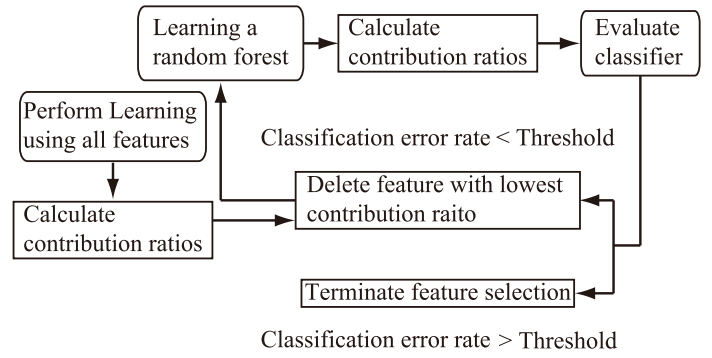 Learning a
random forest
Calculate
contribution ratios
Evaluate
classifier
Perform Learning
using all features
Classification error rate < Threshold
Delete feature with lowest
contribution raito
Calculate
contribution ratios
Terminate feature selection
Classification error rate > Threshold